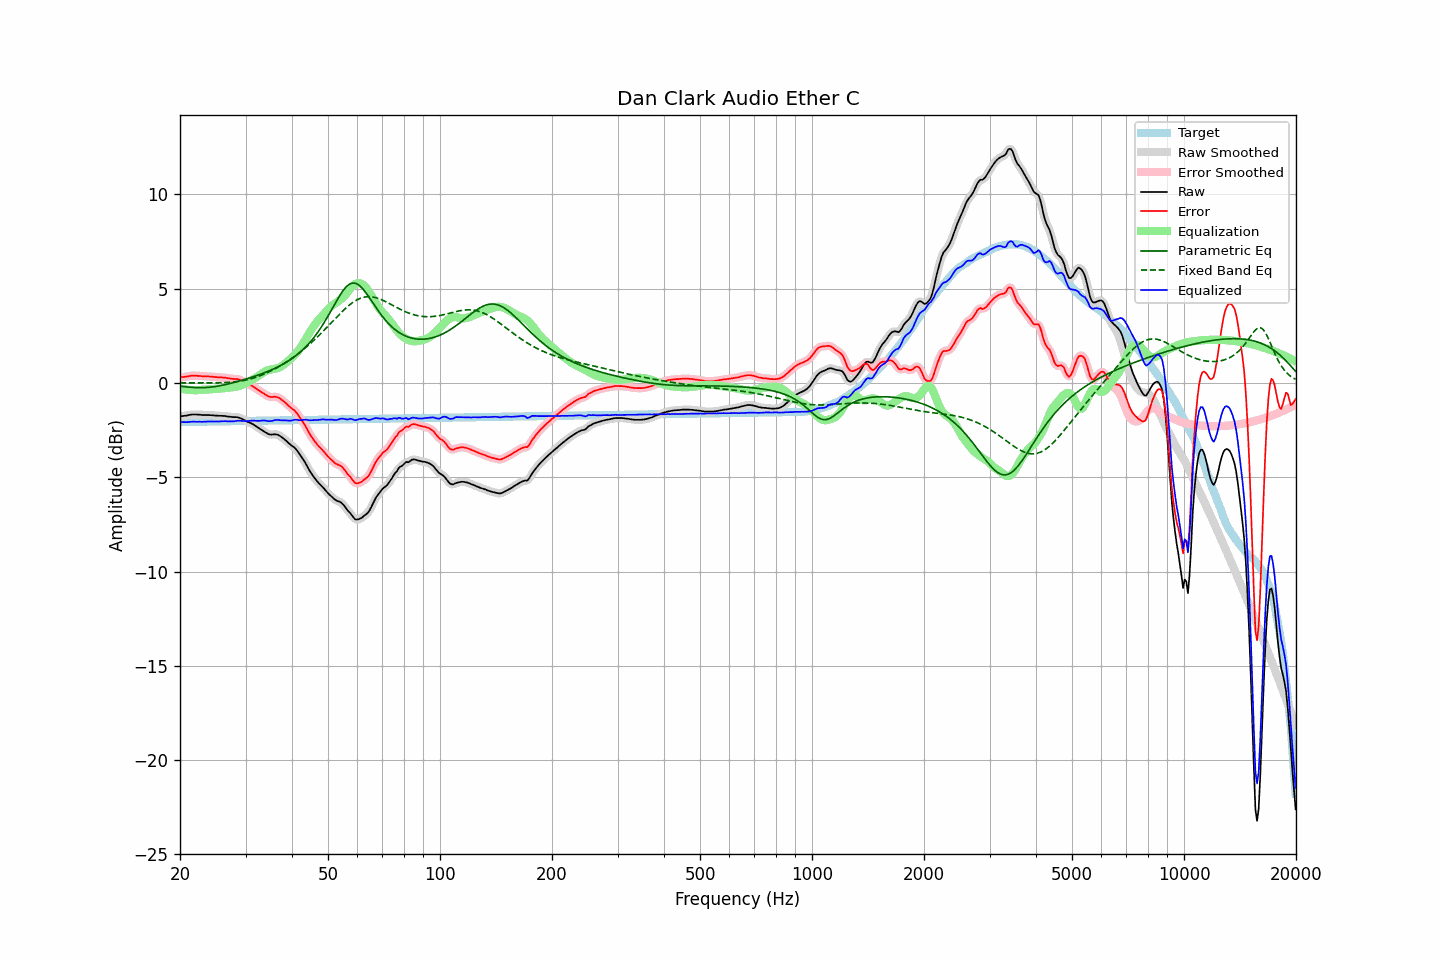 Dan Clark Audio Ether C
Target
Raw Smoothed
Error Smoothed
Raw
Error
Equalization
Parametric Eq
Fixed Band Eq
Equalized
Amplitude (dBr)
10
5
0
−5
−10
−15
−20
−25
20
50
100
200
500
1000
2000
5000
10000
20000
Frequency (Hz)